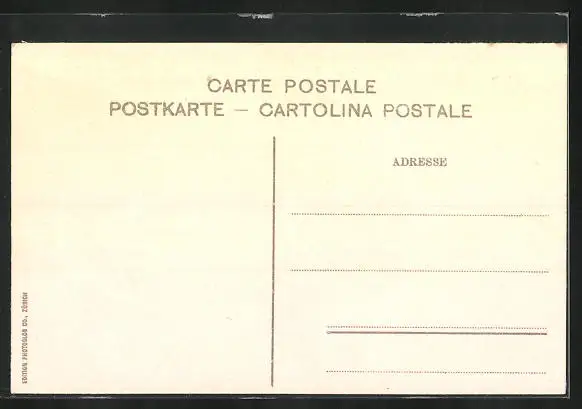 CARTE POSTALE
POSTKARTE — CARTOLINA POSTALE
ADRESSE
EDITION PHOTOGLOB CO., ZÜRICH